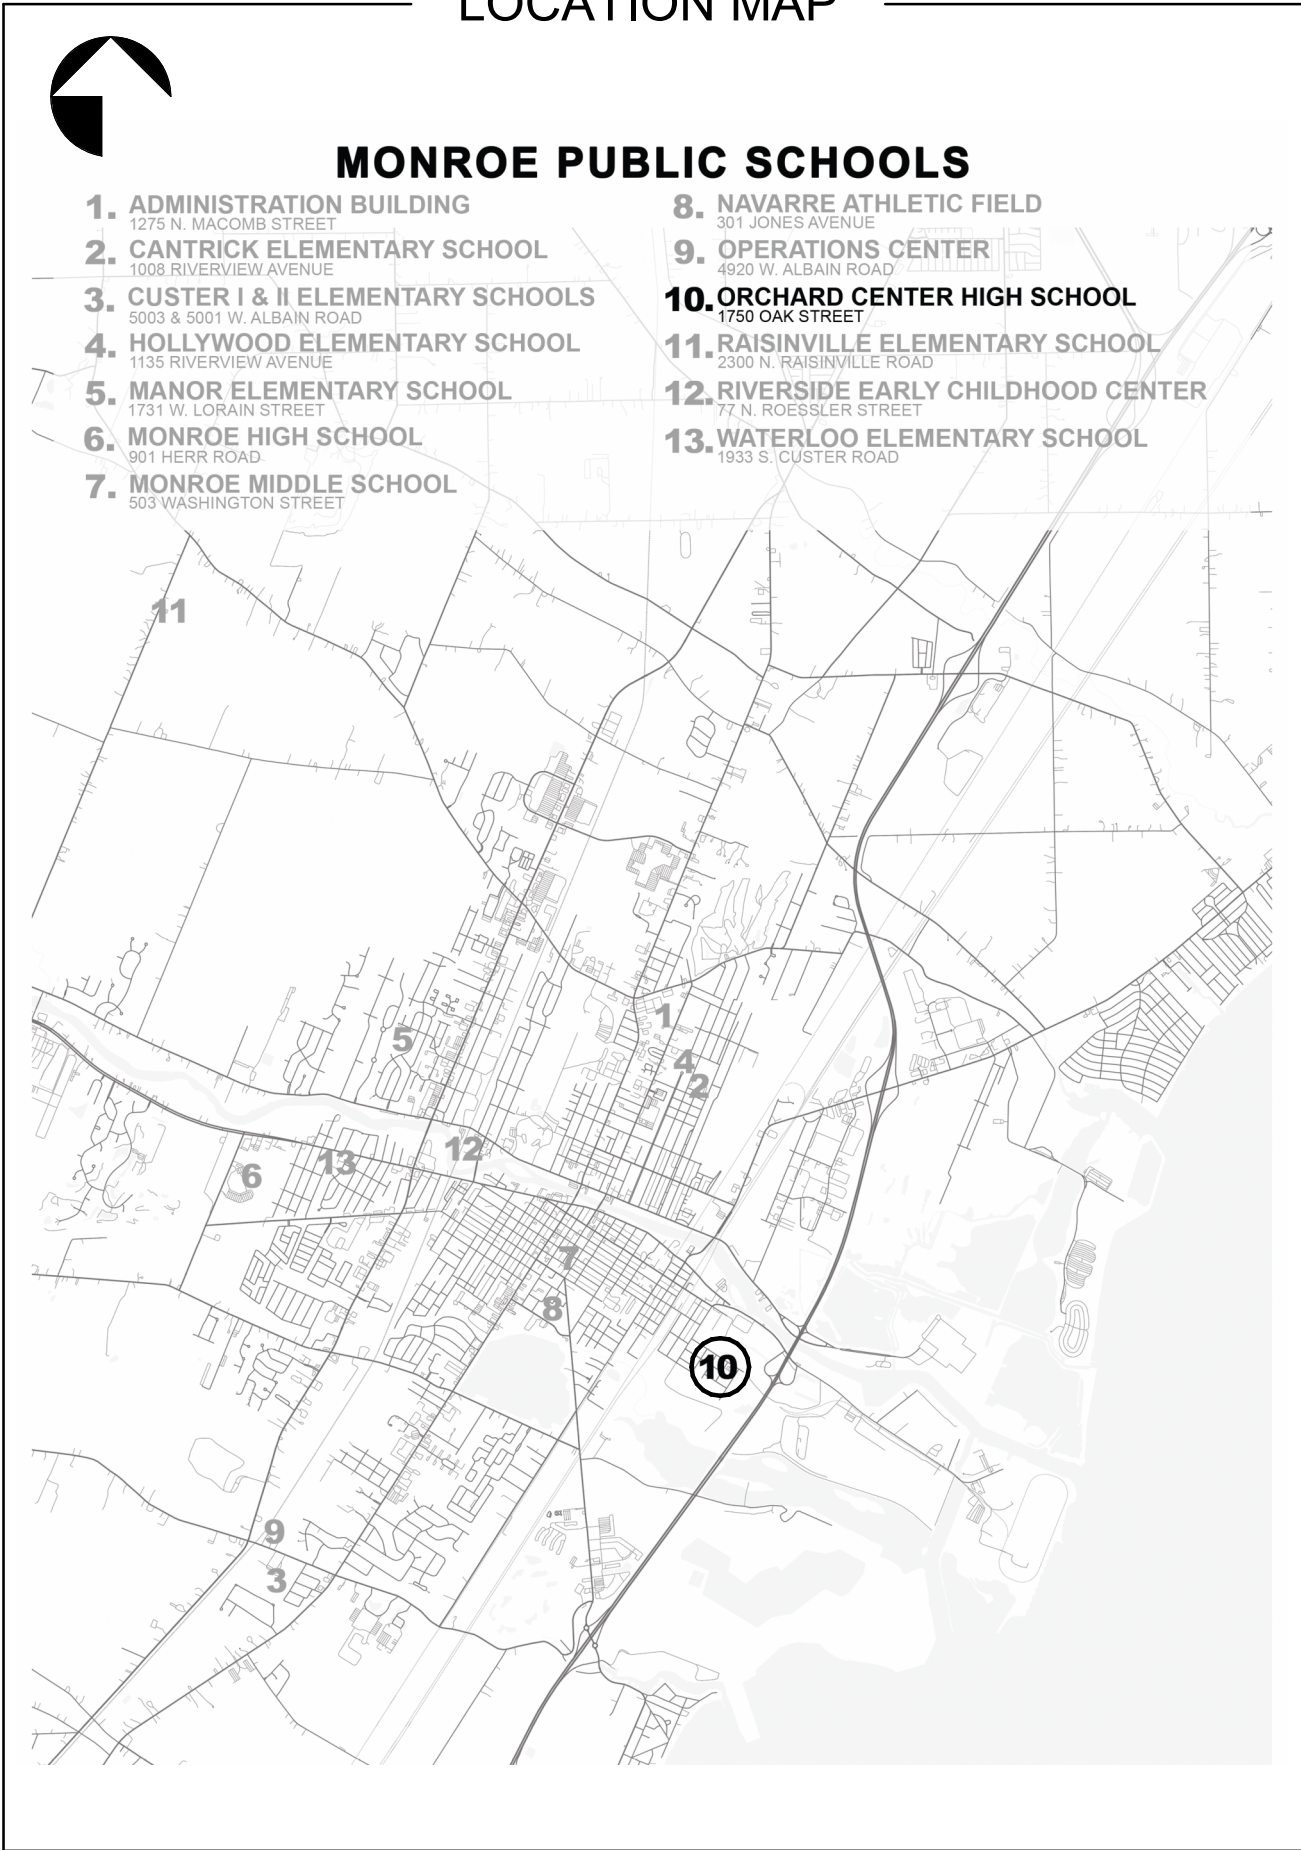 LOCATION MAP
MONROE PUBLIC SCHOOLS
1. ADMINISTRATION BUILDING
1275 N. MACOMB STREET
2. CANTRICK ELEMENTARY SCHOOL
1008 RIVERVIEW AVENUE
3. CUSTER I & II ELEMENTARY SCHOOLS
5003 & 5001 W. ALBAIN ROAD
4. HOLLYWOOD ELEMENTARY SCHOOL
1135 RIVERVIEW AVENUE
5. MANOR ELEMENTARY SCHOOL
1731 W. LORAIN STREET
6. MONROE HIGH SCHOOL
901 HERR ROAD
7. MONROE MIDDLE SCHOOL
503 WASHINGTON STREET
8. NAVARRE ATHLETIC FIELD
301 JONES AVENUE
9. OPERATIONS CENTER
4920 W. ALBAIN ROAD
10. ORCHARD CENTER HIGH SCHOOL
1750 OAK STREET
11. RAISINVILLE ELEMENTARY SCHOOL
2300 N. RAISINVILLE ROAD
12. RIVERSIDE EARLY CHILDHOOD CENTER
77 N. ROESSLER STREET
13. WATERLOO ELEMENTARY SCHOOL
1933 S. CUSTER ROAD
11
1
5
4
2
12
13
6
7
8
10
9
3